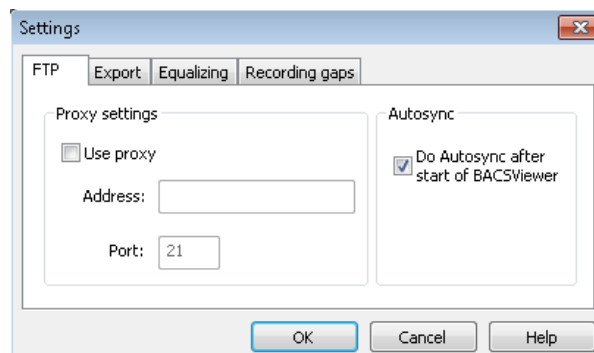 Settings
FTP Export Equalizing Recording gaps
Proxy settings
Use proxy
Address:
Port: 21
Autosync
Do Autosync after
start of BACSViewer
OK Cancel Help